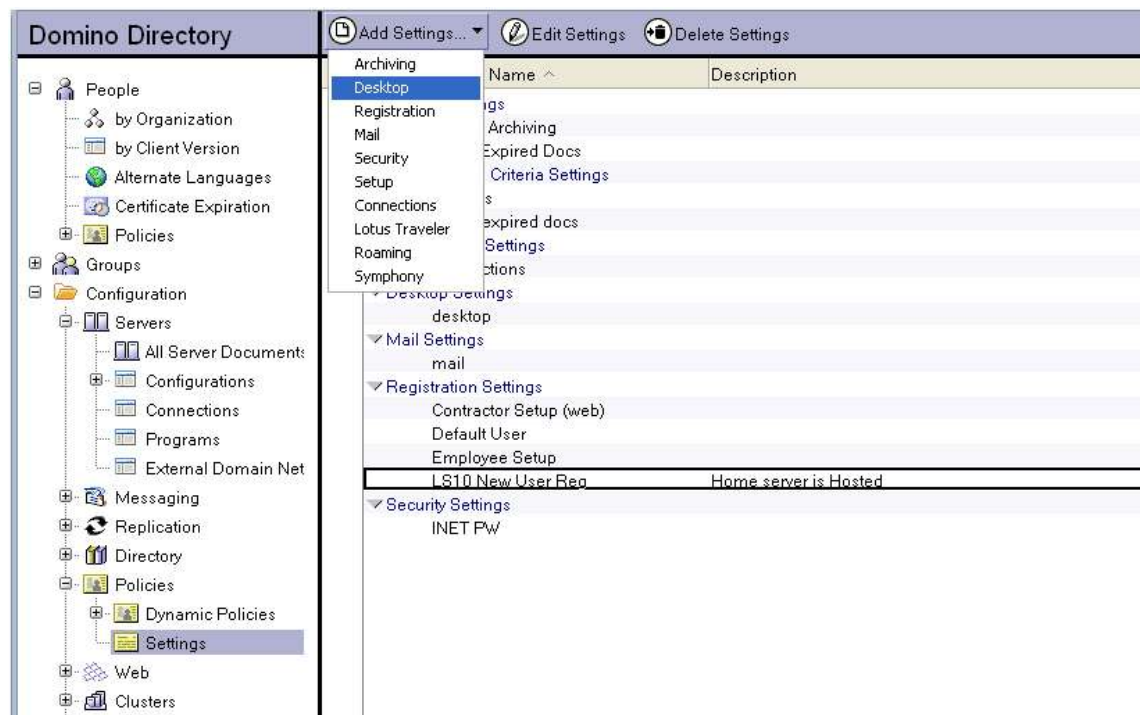 Domino Directory
Add Settings...
Edit Settings
Delete Settings
Archiving
Desktop
Registration
Mail
Security
Setup
Connections
Lotus Traveler
Roaming
Symphony
Name
Description
People
by Organization
by Client Version
Alternate Languages
Certificate Expiration
Policies
Groups
Configuration
Servers
All Server Documents
Configurations
Connections
Programs
External Domain Net
Messaging
Replication
Directory
Policies
Dynamic Policies
Settings
Web
Clusters
ngs
Archiving
Expired Docs
Criteria Settings
s
expired docs
Settings
ctions
Desktop Settings
desktop
Mail Settings
mail
Registration Settings
Contractor Setup (web)
Default User
Employee Setup
LS10 New User Reg
Home server is Hosted
Security Settings
INET PW